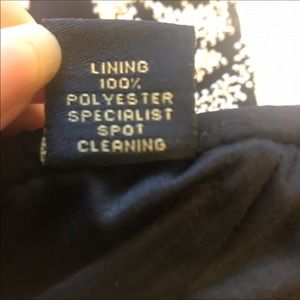 LINING
100%
POLYESTER
SPECIALIST
SPOT
CLEANING